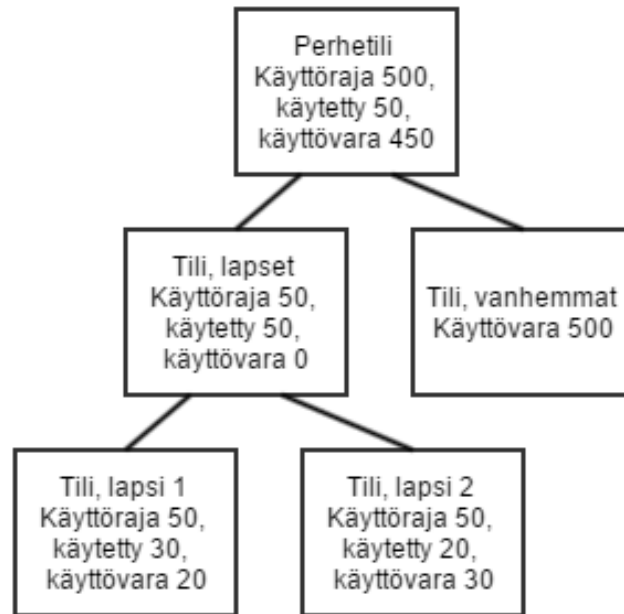 Perhetili
Käyttöraja 500,
käytetty 50,
käyttövara 450
Tili, lapset
Käyttöraja 50,
käytetty 50,
käyttövara 0
Tili, vanhemmat
Käyttövara 500
Tili, lapsi 1
Käyttöraja 50,
käytetty 30,
käyttövara 20
Tili, lapsi 2
Käyttöraja 50,
käytetty 20,
käyttövara 30